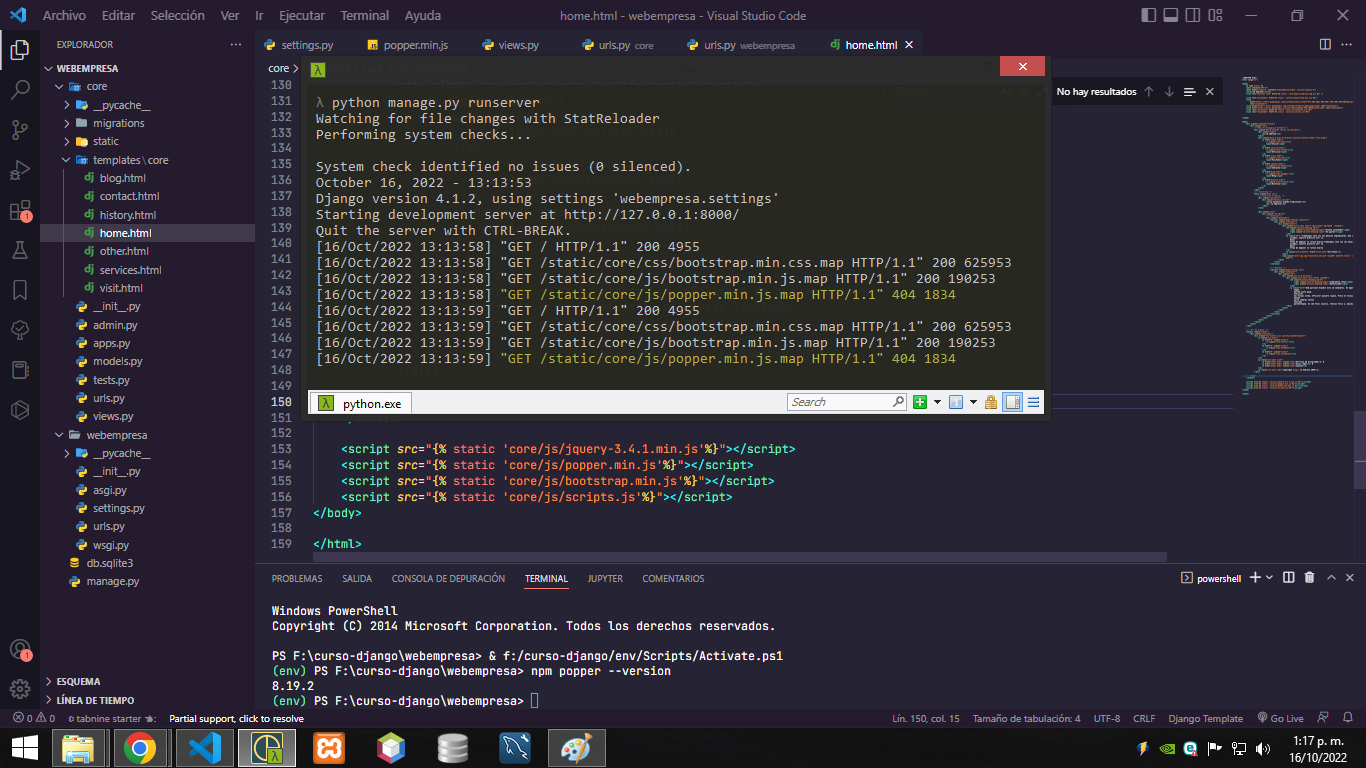 Archivo Editar Selección Ver Ir Ejecutar Terminal Ayuda
home.html - webempresa - Visual Studio Code
EXPLORADOR
settings.py popper.min.js views.py urls.py core urls.py webempresa home.html
WEBEMPRESA
core
__pycache__
migrations
static
templates\core
blog.html
contact.html
history.html
home.html
other.html
services.html
visit.html
__init__.py
admin.py
apps.py
models.py
tests.py
urls.py
views.py
webempresa
__pycache__
__init__.py
asgi.py
settings.py
urls.py
wsgi.py
db.sqlite3
manage.py
ESQUEMA
LÍNEA DE TIEMPO
core
No hay resultados
130
131
132
133
134
135
136
137
138
139
140
141
142
143
144
145
146
147
148
149
150
151
152
λ python manage.py runserver
Watching for file changes with StatReloader
Performing system checks...
System check identified no issues (0 silenced).
October 16, 2022 - 13:13:53
Django version 4.1.2, using settings 'webempresa.settings'
Starting development server at http://127.0.0.1:8000/
Quit the server with CTRL-BREAK.
[16/Oct/2022 13:13:58] "GET / HTTP/1.1" 200 4955
[16/Oct/2022 13:13:58] "GET /static/core/css/bootstrap.min.css.map HTTP/1.1" 200 625953
[16/Oct/2022 13:13:58] "GET /static/core/js/bootstrap.min.js.map HTTP/1.1" 200 190253
[16/Oct/2022 13:13:58] "GET /static/core/js/popper.min.js.map HTTP/1.1" 404 1834
[16/Oct/2022 13:13:59] "GET / HTTP/1.1" 200 4955
[16/Oct/2022 13:13:59] "GET /static/core/css/bootstrap.min.css.map HTTP/1.1" 200 625953
[16/Oct/2022 13:13:59] "GET /static/core/js/bootstrap.min.js.map HTTP/1.1" 200 190253
[16/Oct/2022 13:13:59] "GET /static/core/js/popper.min.js.map HTTP/1.1" 404 1834
python.exe
Search
153 <script src="{% static 'core/js/jquery-3.4.1.min.js'%}"></script>
154 <script src="{% static 'core/js/popper.min.js'%}"></script>
155 <script src="{% static 'core/js/bootstrap.min.js'%}"></script>
156 <script src="{% static 'core/js/scripts.js'%}"></script>
157 </body>
158
159 </html>
PROBLEMAS SALIDA CONSOLA DE DEPURACIÓN TERMINAL JUPYTER COMENTARIOS
powershell
Windows PowerShell
Copyright (C) 2014 Microsoft Corporation. Todos los derechos reservados.
PS F:\curso-django\webempresa> & f:/curso-django/env/Scripts/Activate.ps1
(env) PS F:\curso-django\webempresa> npm popper --version
8.19.2
(env) PS F:\curso-django\webempresa>
0 0 tabnine starter Partial support, click to resolve
Lín. 150, col. 15 Tamaño de tabulación: 4 UTF-8 CRLF Django Template Go Live
1:17 p. m.
16/10/2022